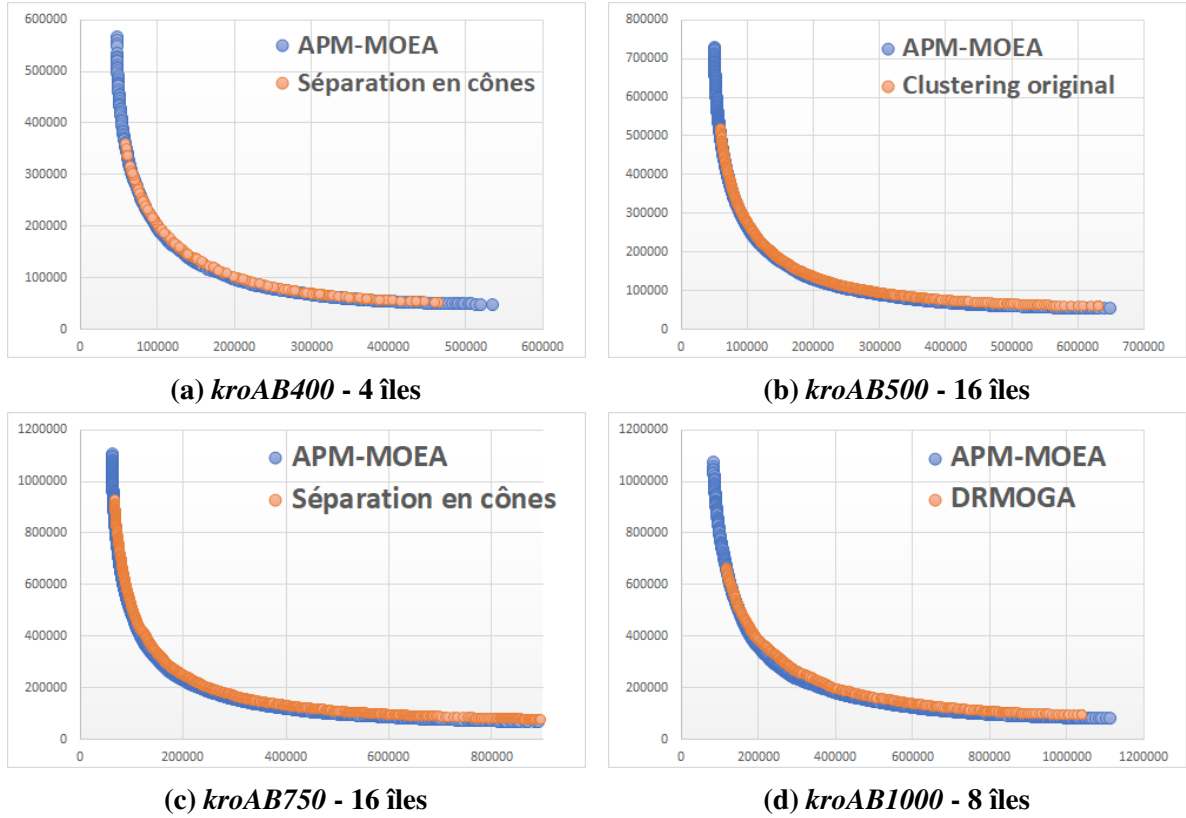 600000
500000
400000
300000
200000
100000
0
0 100000 200000 300000 400000 500000 600000
APM-MOEA
Séparation en cônes
(a) kroAB400 - 4 îles
800000
700000
600000
500000
400000
300000
200000
100000
0
0 100000 200000 300000 400000 500000 600000 700000
APM-MOEA
Clustering original
(b) kroAB500 - 16 îles
1200000
1000000
800000
600000
400000
200000
0
0 200000 400000 600000 800000
APM-MOEA
Séparation en cônes
(c) kroAB750 - 16 îles
1200000
1000000
800000
600000
400000
200000
0
0 200000 400000 600000 800000 1000000 1200000
APM-MOEA
DRMOGA
(d) kroAB1000 - 8 îles